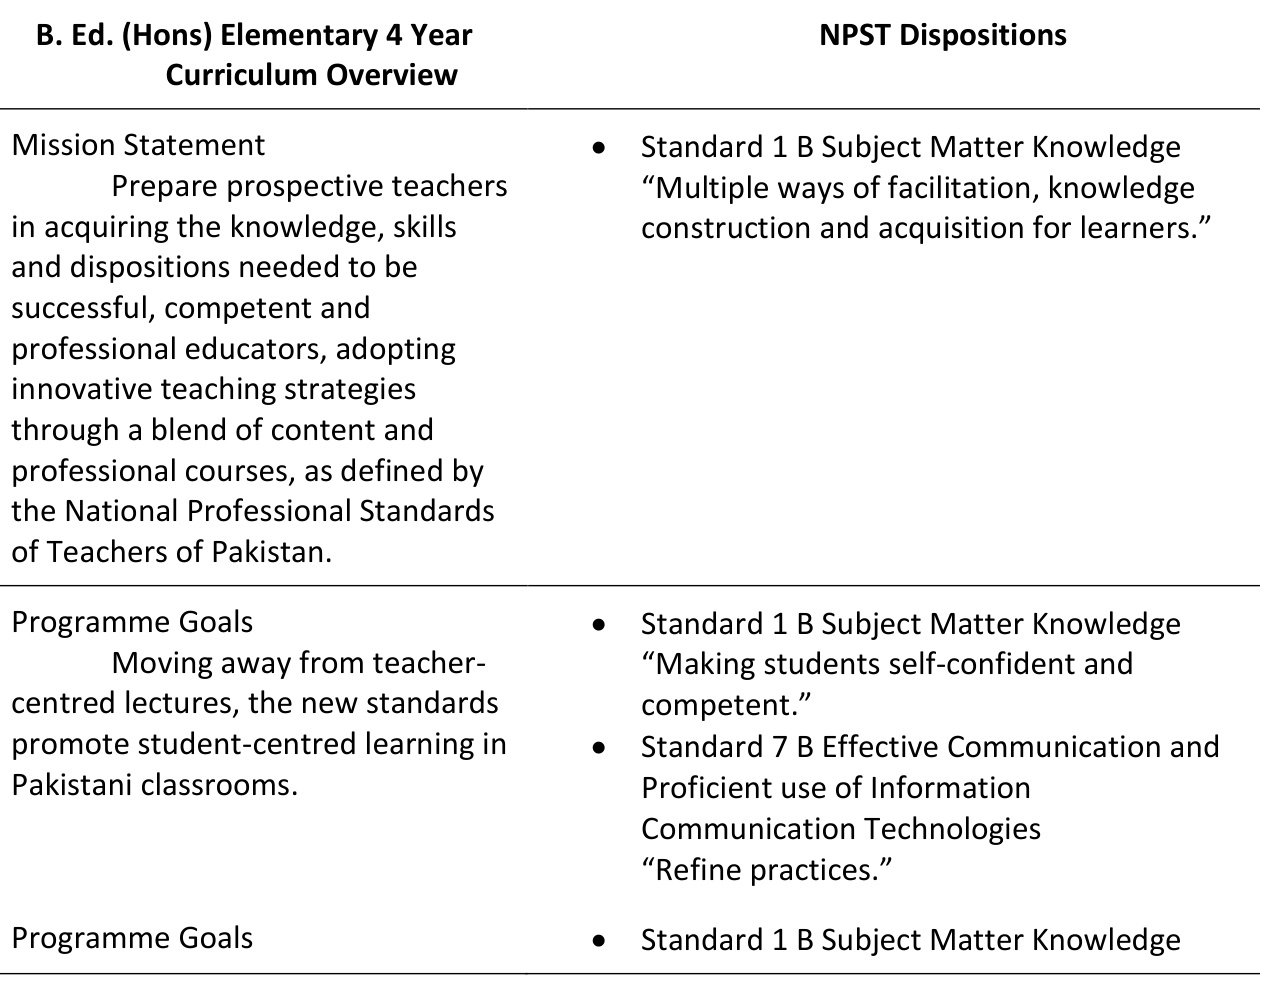 B. Ed. (Hons) Elementary 4 Year
Curriculum Overview
NPST Dispositions
Mission Statement
Prepare prospective teachers
in acquiring the knowledge, skills
and dispositions needed to be
successful, competent and
professional educators, adopting
innovative teaching strategies
through a blend of content and
professional courses, as defined by
the National Professional Standards
of Teachers of Pakistan.
• Standard 1 B Subject Matter Knowledge
“Multiple ways of facilitation, knowledge
construction and acquisition for learners.”
Programme Goals
Moving away from teacher-
centred lectures, the new standards
promote student-centred learning in
Pakistani classrooms.
• Standard 1 B Subject Matter Knowledge
“Making students self-confident and
competent.”
• Standard 7 B Effective Communication and
Proficient use of Information
Communication Technologies
“Refine practices.”
Programme Goals
• Standard 1 B Subject Matter Knowledge